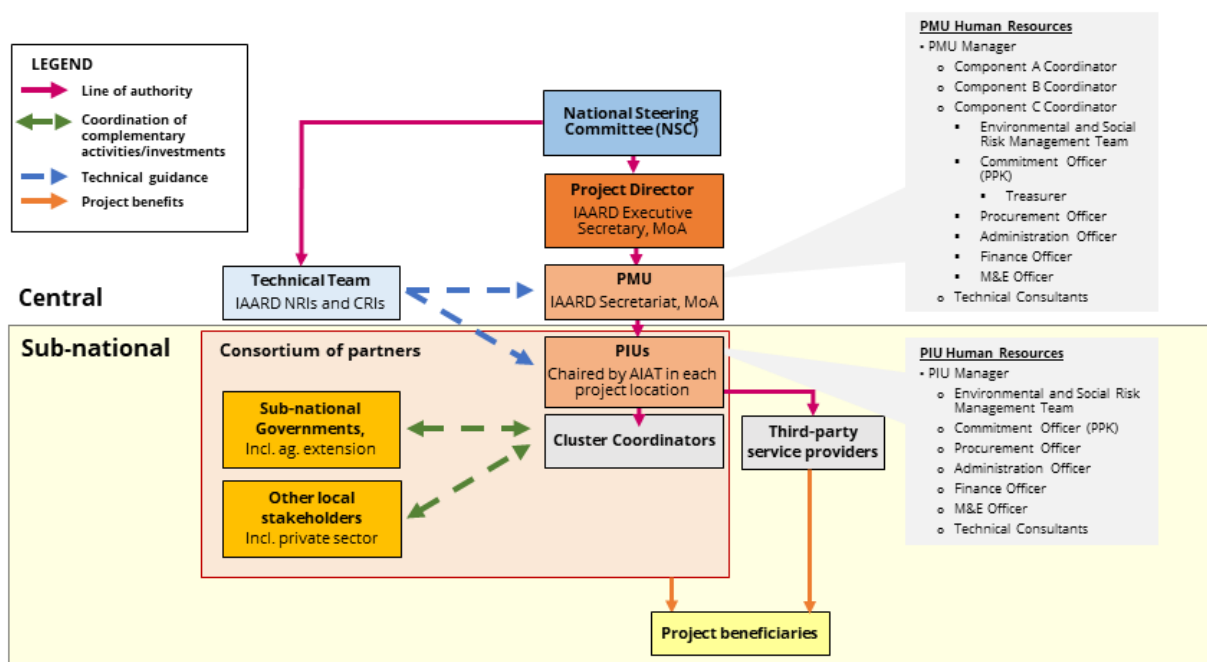 LEGEND
Line of authority
Coordination of
complementary
activities/investments
Technical guidance
Project benefits
National Steering
Committee (NSC)
Project Director
IAARD Executive
Secretary, MoA
Technical Team
IAARD NRIs and CRIs
PMU
IAARD Secretariat, MoA
Central
PMU Human Resources
▪ PMU Manager
o Component A Coordinator
o Component B Coordinator
o Component C Coordinator
▪ Environmental and Social
Risk Management Team
▪ Commitment Officer
(PPK)
▪ Treasurer
▪ Procurement Officer
▪ Administration Officer
▪ Finance Officer
▪ M&E Officer
o Technical Consultants
Sub-national
Consortium of partners
PIUs
Chaired by AIAT in each
project location
Sub-national
Governments,
Incl. ag. extension
Cluster Coordinators
Third-party
service providers
Other local
stakeholders
Incl. private sector
Project beneficiaries
PIU Human Resources
▪ PIU Manager
o Environmental and Social Risk
Management Team
o Commitment Officer (PPK)
o Procurement Officer
o Administration Officer
o Finance Officer
o M&E Officer
o Technical Consultants